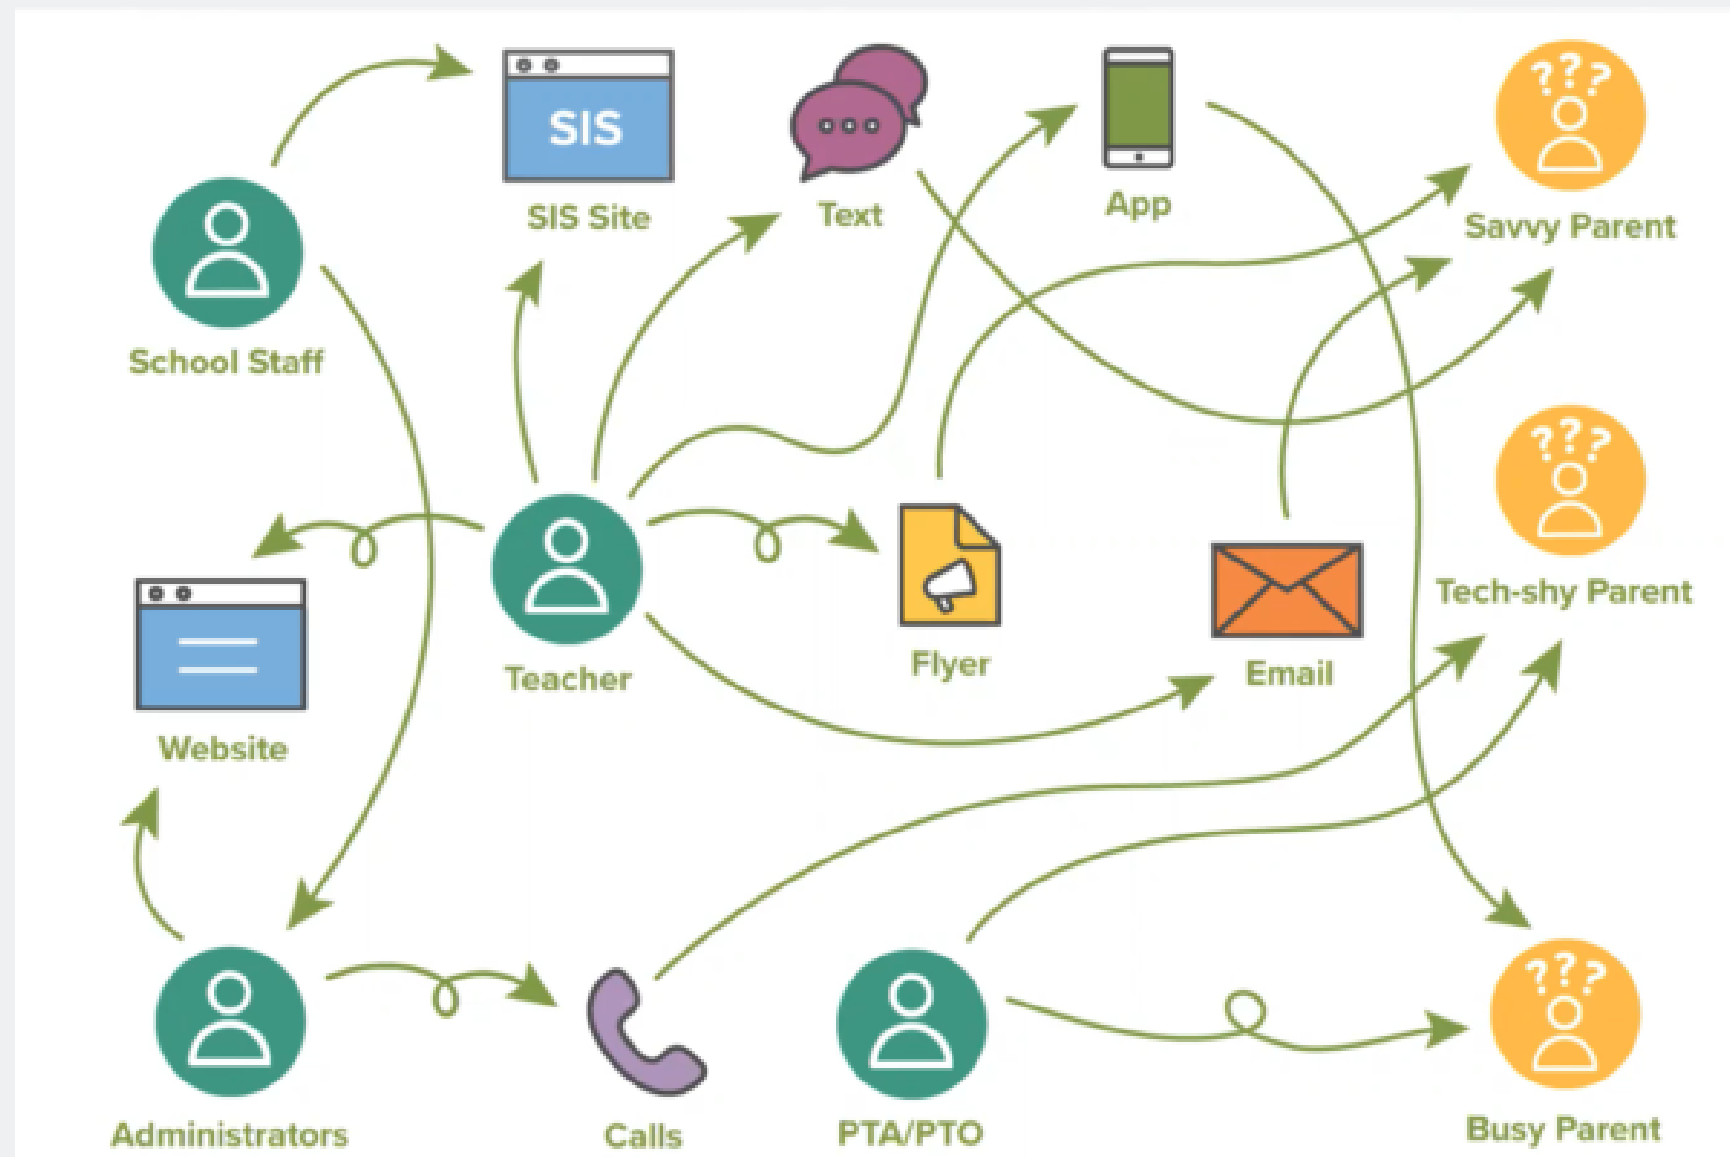 SIS
SIS Site
Text
App
???
Savvy Parent
School Staff
???
Tech-shy Parent
Teacher
Flyer
Email
Website
???
Administrators
Calls
PTA/PTO
Busy Parent